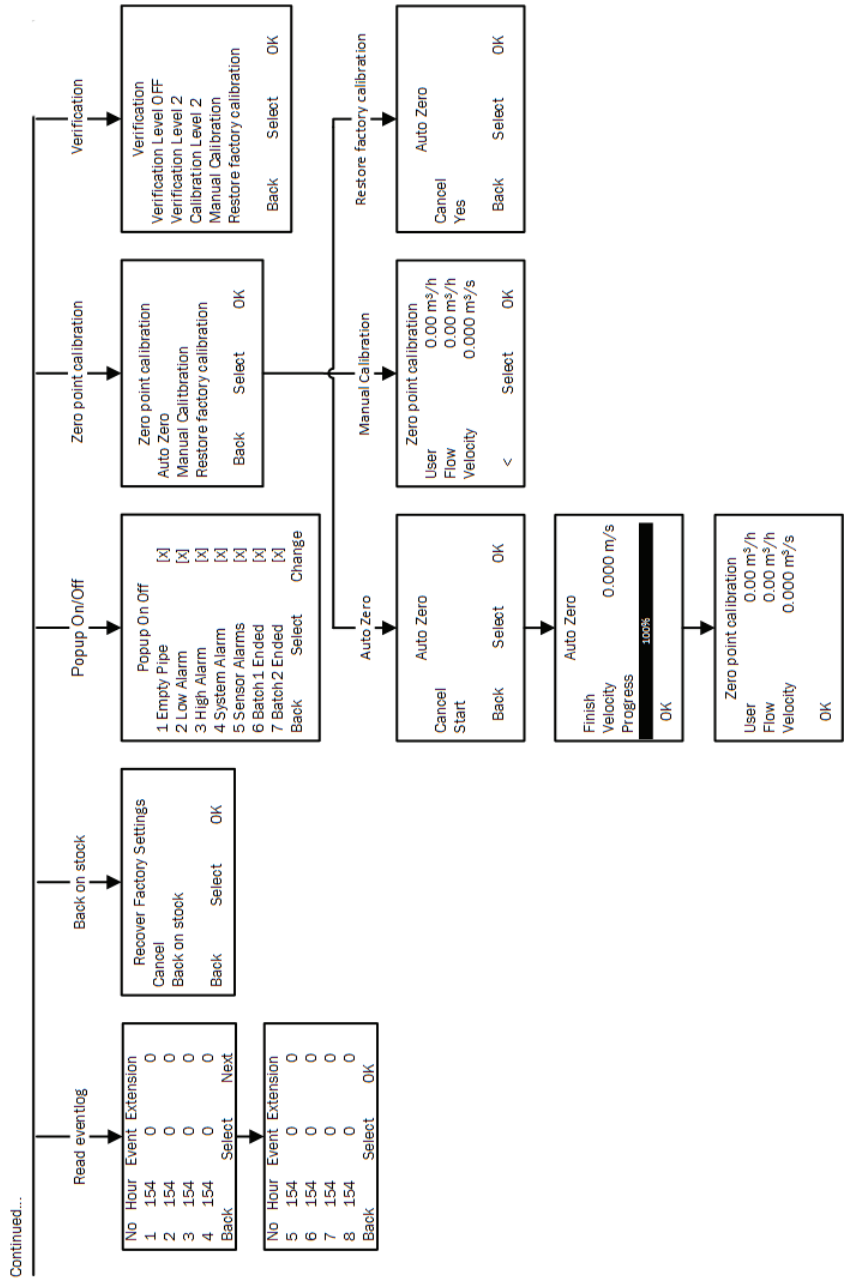 Continued...
Read eventlog
No Hour Event Extension
1 154 0 0
2 154 0 0
3 154 0 0
4 154 0 0
Back Select Next
No Hour Event Extension
5 154 0 0
6 154 0 0
7 154 0 0
8 154 0 0
Back Select OK
Back on stock
Recover Factory Settings
Cancel
Back on stock
Back Select OK
Popup On/Off
Popup On Off
1 Empty Pipe [x]
2 Low Alarm [x]
3 High Alarm [x]
4 System Alarm [x]
5 Sensor Alarms [x]
6 Batch1 Ended [x]
7 Batch2 Ended [x]
Back Select Change
Zero point calibration
Zero point calibration
Auto Zero
Manual Calitbration
Restore factory calibration
Back Select OK
Verification
Verification
Verification Level OFF
Verification Level 2
Calibration Level 2
Manual Calibration
Restore factory calibration
Back Select OK
Auto Zero
Auto Zero
Cancel
Start
Back Select OK
Auto Zero
Finish
Velocity 0.000 m/s
Progress
100%
OK
Zero point calibration
User 0.00 m³/h
Flow 0.00 m³/h
Velocity 0.000 m³/s
OK
Manual Calibration
Zero point calibration
User 0.00 m³/h
Flow 0.00 m³/h
Velocity 0.000 m³/s
< Select OK
Restore factory calibration
Auto Zero
Cancel
Yes
Back Select OK